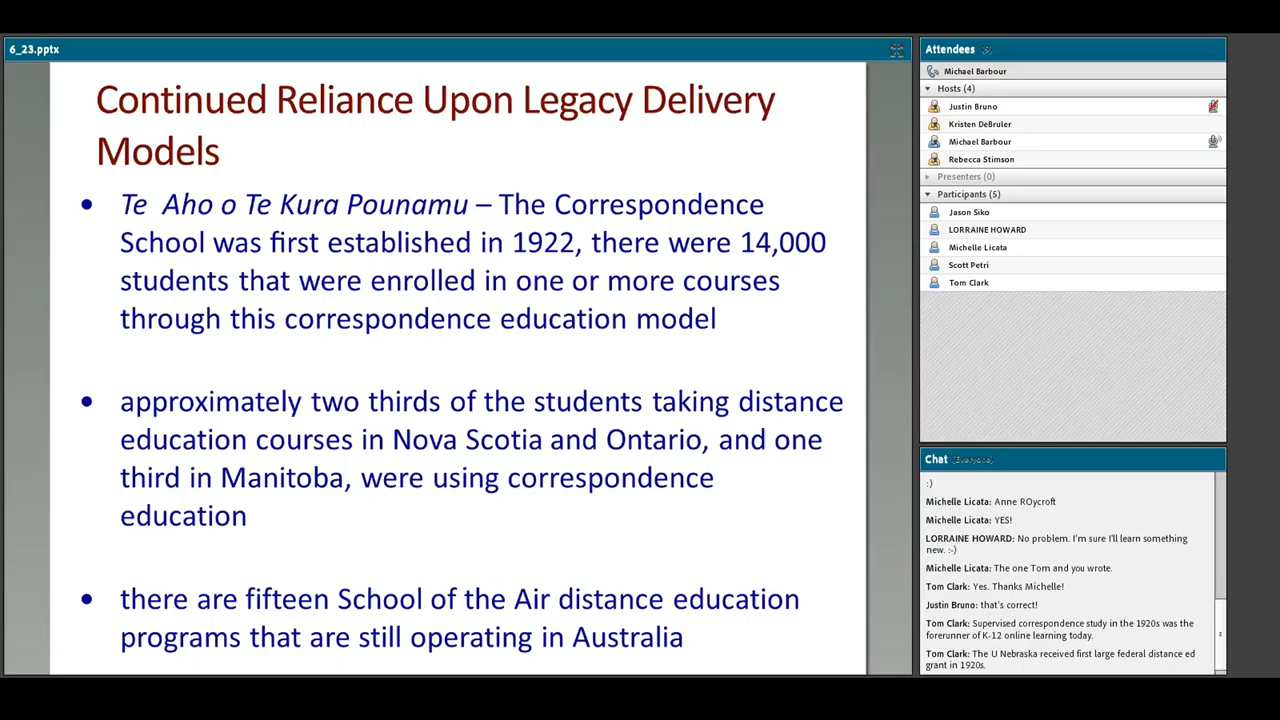 6_23.pptx
Continued Reliance Upon Legacy Delivery
Models
• Te Aho o Te Kura Pounamu – The Correspondence
School was first established in 1922, there were 14,000
students that were enrolled in one or more courses
through this correspondence education model
• approximately two thirds of the students taking distance
education courses in Nova Scotia and Ontario, and one
third in Manitoba, were using correspondence
education
• there are fifteen School of the Air distance education
programs that are still operating in Australia
Attendees
Michael Barbour
Hosts (4)
Justin Bruno
Kristen DeBruler
Michael Barbour
Rebecca Stimson
Presenters (0)
Participants (5)
Jason Siko
LORRAINE HOWARD
Michelle Licata
Scott Petri
Tom Clark
Chat (Everyone)
:)
Michelle Licata: Anne ROycroft
Michelle Licata: YES!
LORRAINE HOWARD: No problem. I'm sure I'll learn something
new. :-)
Michelle Licata: The one Tom and you wrote.
Tom Clark: Yes. Thanks Michelle!
Justin Bruno: that's correct!
Tom Clark: Supervised correspondence study in the 1920s was the
forerunner of K-12 online learning today.
Tom Clark: The U Nebraska received first large federal distance ed
grant in 1920s.